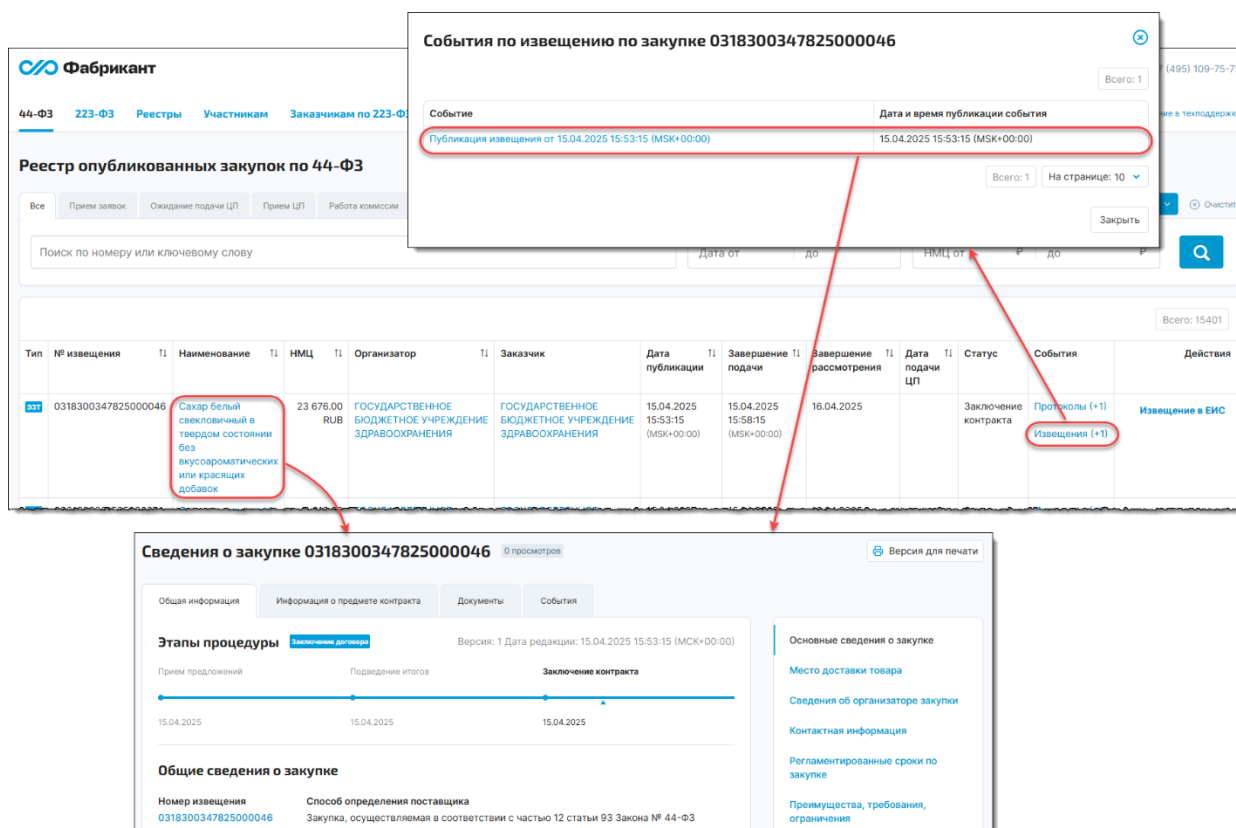 События по извещению по закупке 0318300347825000046
Всего: 1
Событие
Дата и время публикации события
Публикация извещения от 15.04.2025 15:53:15 (MSK+00:00)
15.04.2025 15:53:15 (MSK+00:00)
Всего: 1
На странице: 10
Закрыть
Фабрикант
(495) 109-75-75
44-ФЗ
223-ФЗ
Реестры
Участникам
Заказчикам по 223-ФЗ
ние в техподдержк
Реестр опубликованных закупок по 44-ФЗ
Все
Прием заявок
Ожидание подачи ЦП
Прием ЦП
Работа комиссии
Очистит
Поиск по номеру или ключевому слову
Дата от
до
НМЦ от
₽
до
₽
Всего: 15401
Тип
№ извещения
Наименование
НМЦ
Организатор
Заказчик
Дата
публикации
Завершение
подачи
Завершение
рассмотрения
Дата
подачи
ЦП
Статус
События
Действия
ЭЗТ
0318300347825000046
Сахар белый
свекловичный в
твердом состоянии
без
вкусоароматических
или красящих
добавок
23 676.00
RUB
ГОСУДАРСТВЕННОЕ
БЮДЖЕТНОЕ УЧРЕЖДЕНИЕ
ЗДРАВООХРАНЕНИЯ
ГОСУДАРСТВЕННОЕ
БЮДЖЕТНОЕ УЧРЕЖДЕНИЕ
ЗДРАВООХРАНЕНИЯ
15.04.2025
15:53:15
(MSK+00:00)
15.04.2025
15:58:15
(MSK+00:00)
16.04.2025
Заключение
контракта
Протоколы (+1)
Извещения (+1)
Извещение в ЕИС
Сведения о закупке 0318300347825000046
0 просмотров
Версия для печати
Общая информация
Информация о предмете контракта
Документы
События
Этапы процедуры
Заключение договора
Версия: 1 Дата редакции: 15.04.2025 15:53:15 (МСК+00:00)
Прием предложений
Подведение итогов
Заключение контракта
15.04.2025
15.04.2025
15.04.2025
Общие сведения о закупке
Номер извещения
0318300347825000046
Способ определения поставщика
Закупка, осуществляемая в соответствии с частью 12 статьи 93 Закона № 44-ФЗ
Основные сведения о закупке
Место доставки товара
Сведения об организаторе закупки
Контактная информация
Регламентированные сроки по
закупке
Преимущества, требования,
ограничения